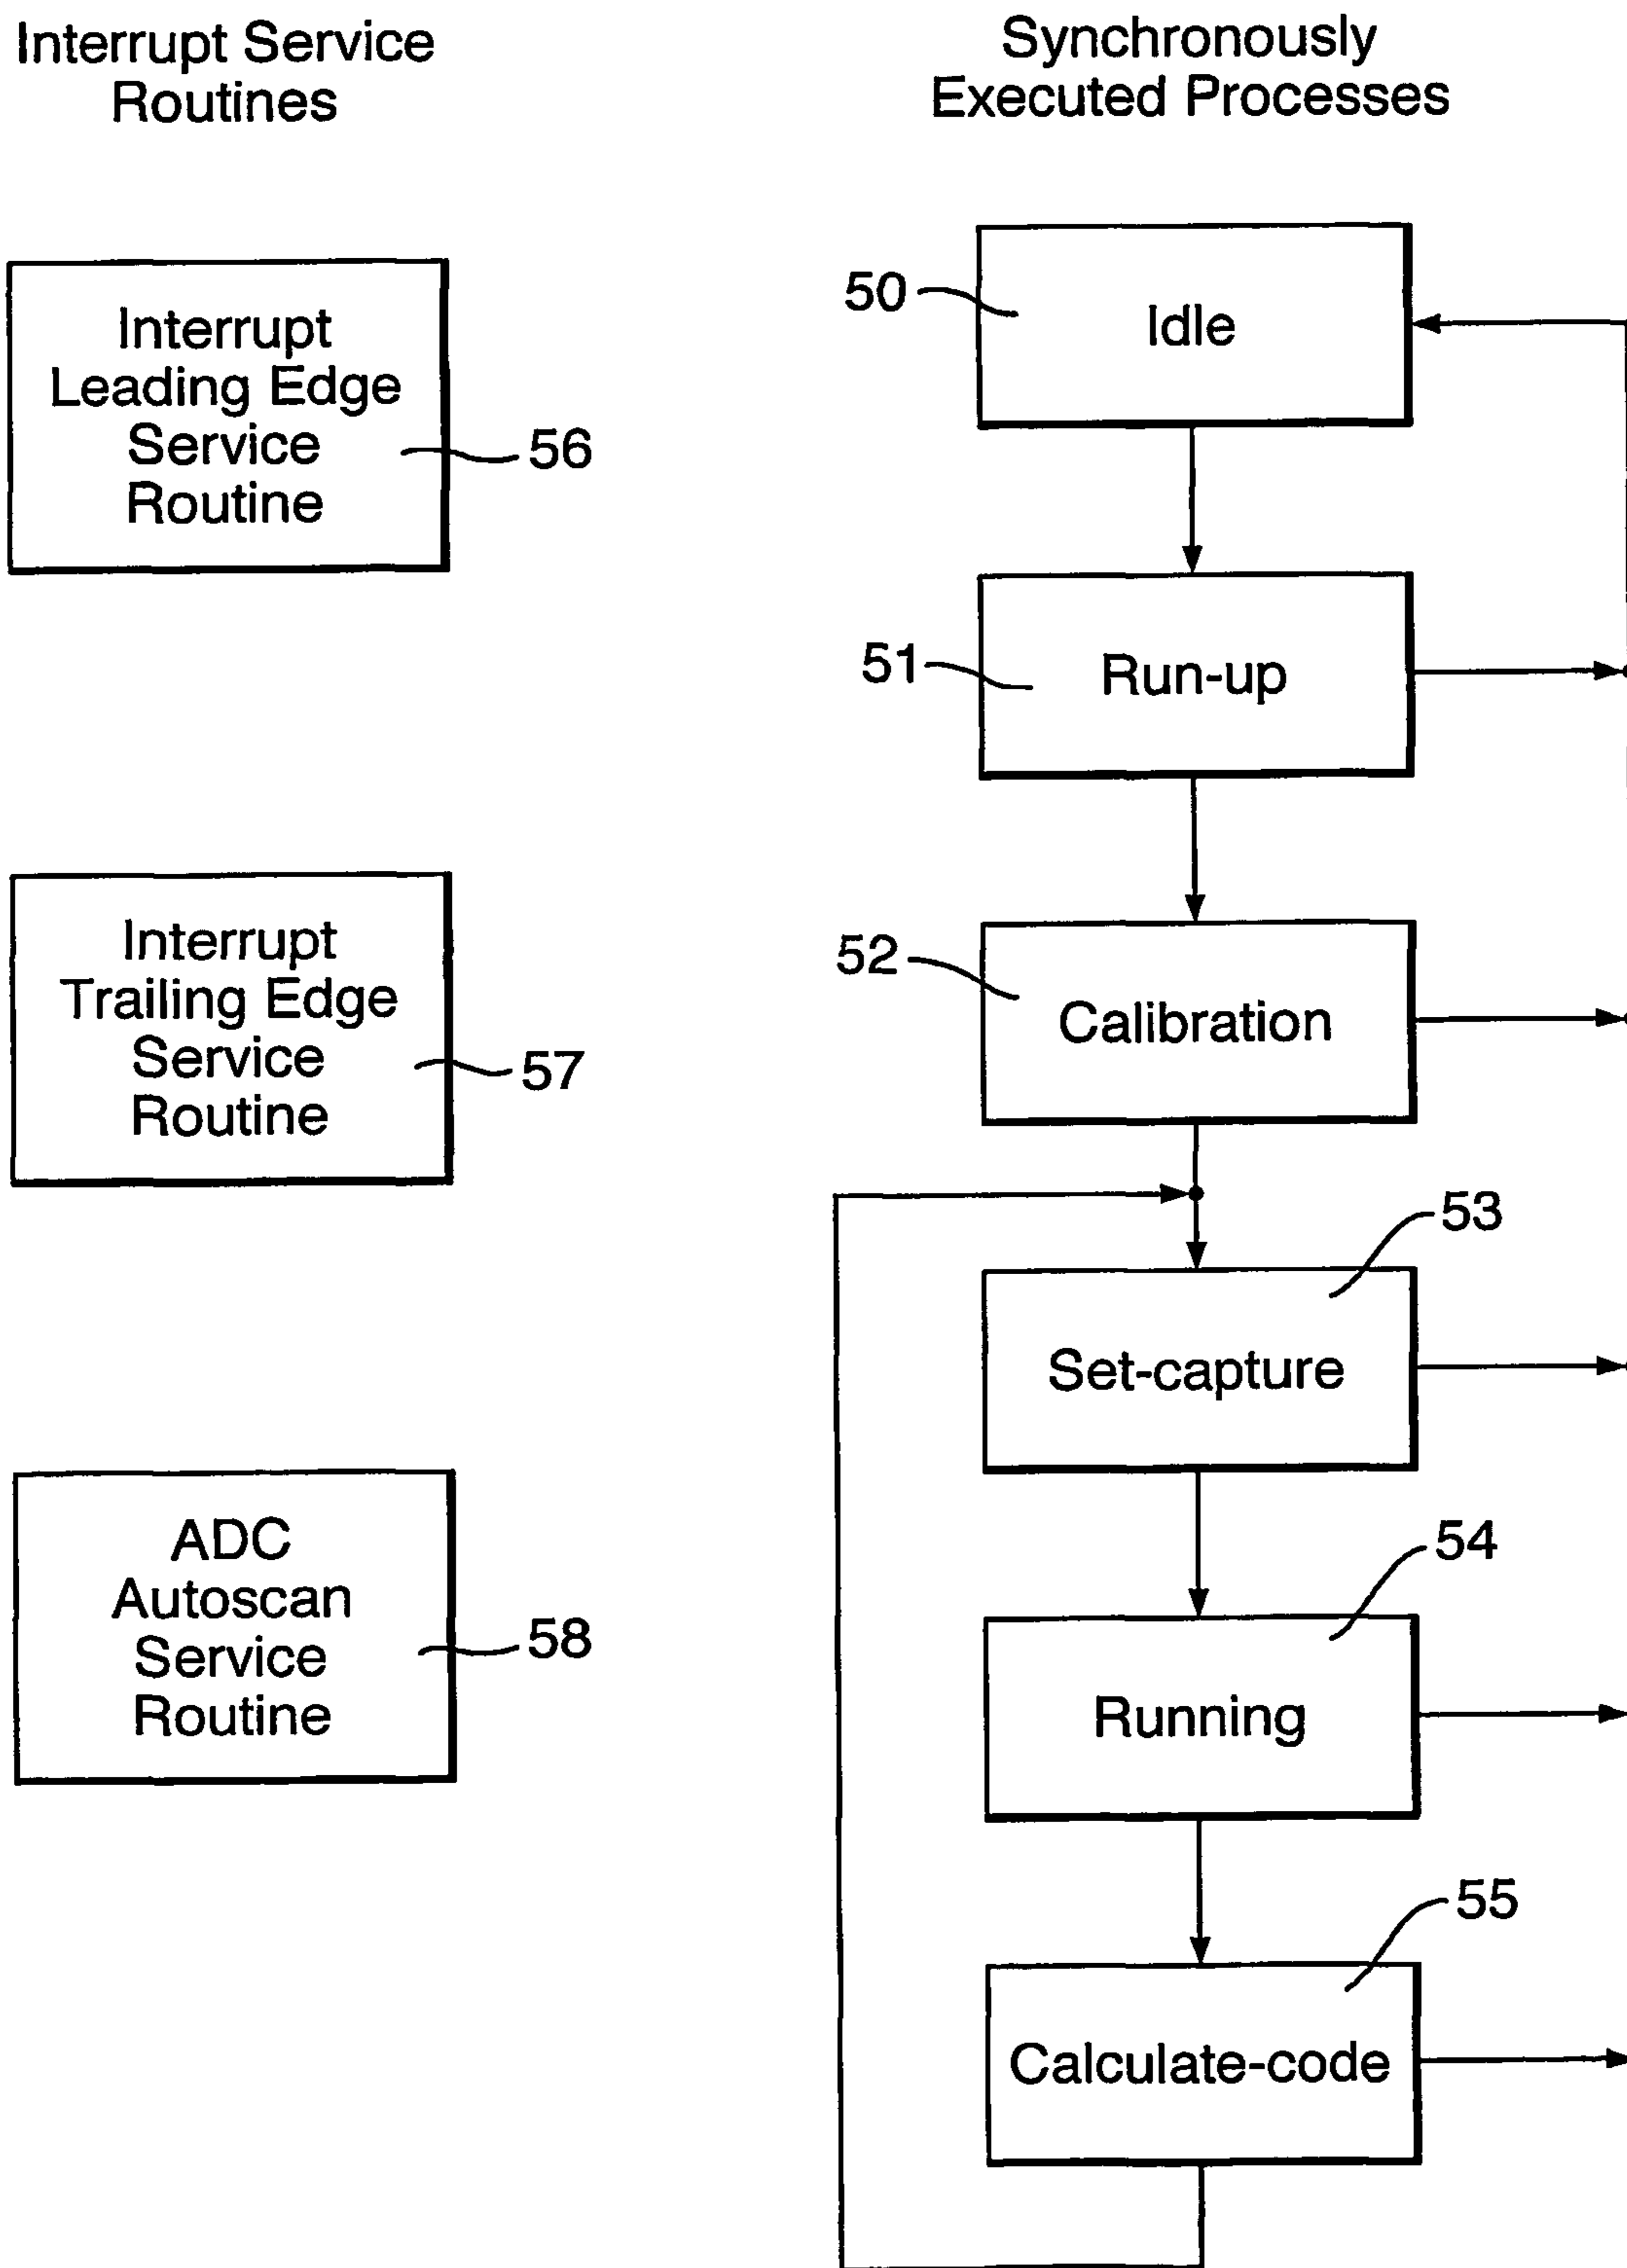 Interrupt Service
Routines
Synchronously
Executed Processes
Interrupt
Leading Edge
Service
Routine
56
50
Idle
51
Run-up
Interrupt
Trailing Edge
Service
Routine
57
52
Calibration
53
Set-capture
ADC
Autoscan
Service
Routine
58
54
Running
55
Calculate-code